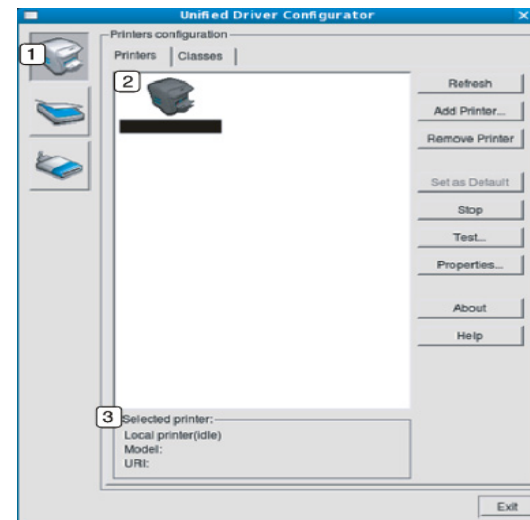 Unified Driver Configurator
1
Printers configuration
Printers
Classes
2
Refresh
Add Printer...
Remove Printer
Set as Default
Stop
Test...
Properties...
About
Help
3
Selected printer:
Local printer(idle)
Model:
URI:
Exit